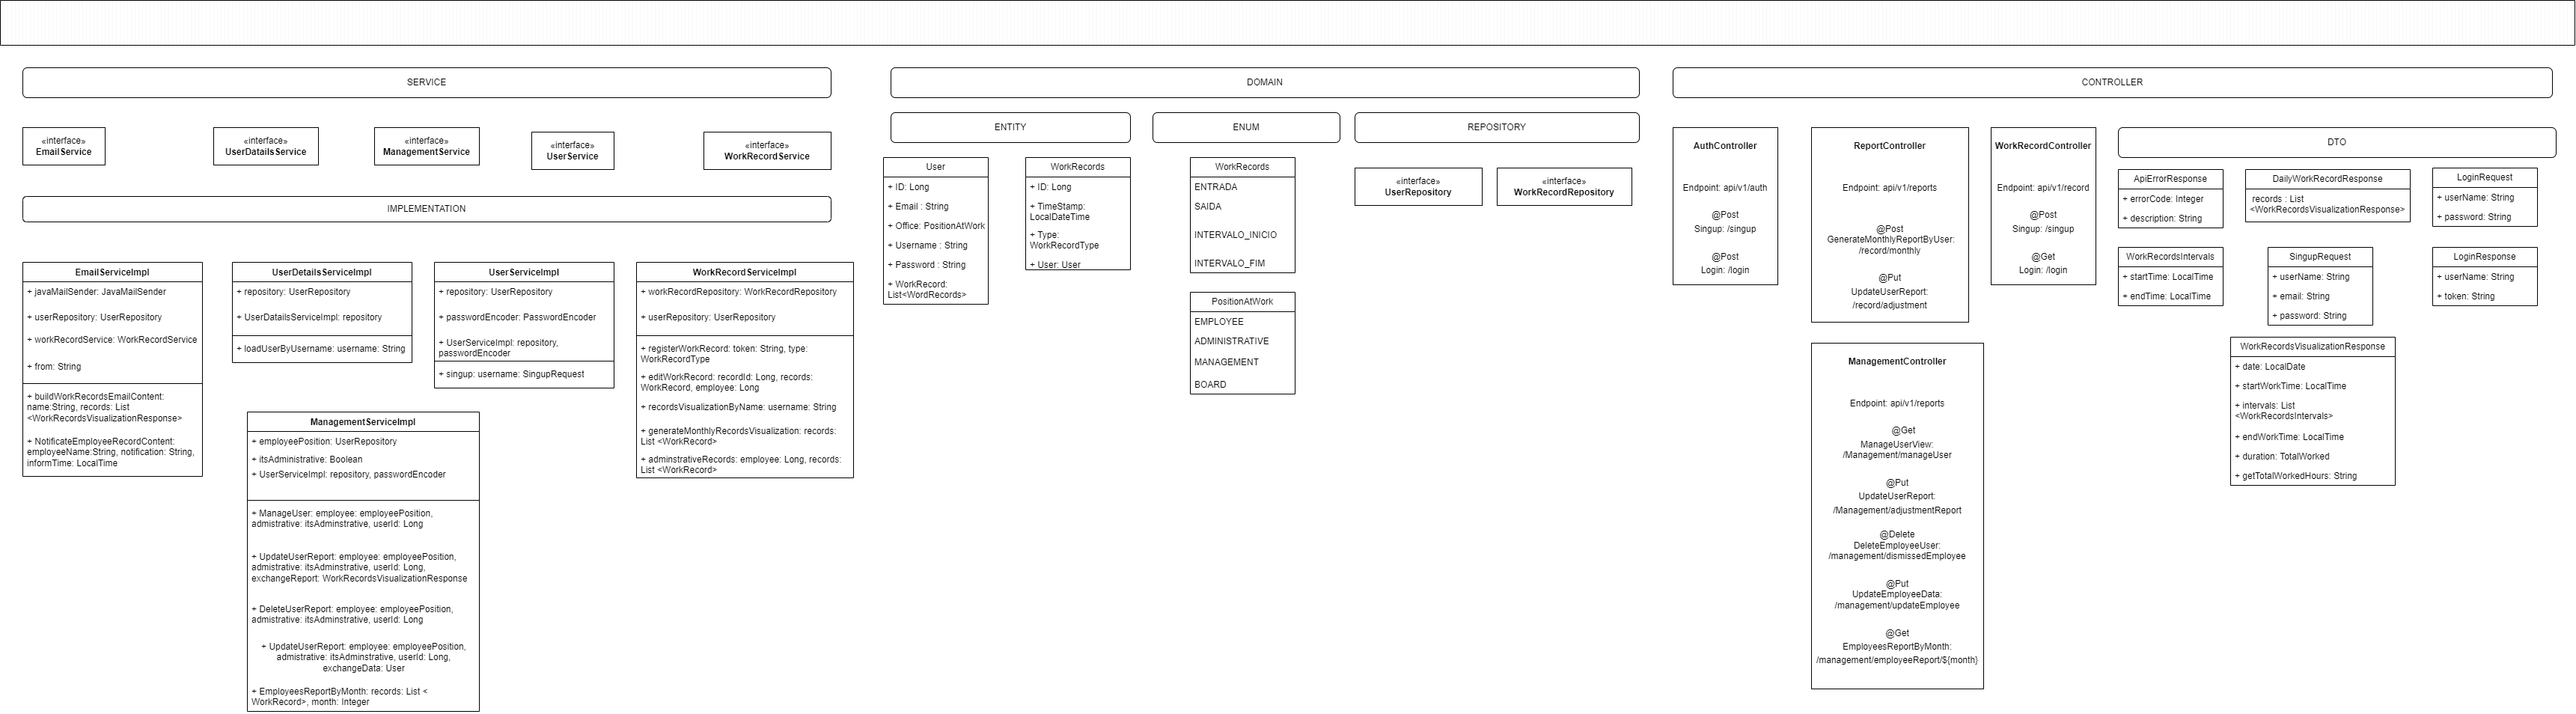 SERVICE
«interface»
EmailService
«interface»
UserDatailsService
«interface»
ManagementService
«interface»
UserService
«interface»
WorkRecordService
IMPLEMENTATION
EmailServiceImpl
+ javaMailSender: JavaMailSender
+ userRepository: UserRepository
+ workRecordService: WorkRecordService
+ from: String
+ buildWorkRecordsEmailContent:
name:String, records: List
<WorkRecordsVisualizationResponse>
+ NotificateEmployeeRecordContent:
employeeName:String, notification: String,
informTime: LocalTime
UserDetailsServiceImpl
+ repository: UserRepository
+ UserDatailsServiceImpl: repository
+ loadUserByUsername: username: String
UserServiceImpl
+ repository: UserRepository
+ passwordEncoder: PasswordEncoder
+ UserServiceImpl: repository,
passwordEncoder
+ singup: username: SingupRequest
WorkRecordServiceImpl
+ workRecordRepository: WorkRecordRepository
+ userRepository: UserRepository
+ registerWorkRecord: token: String, type:
WorkRecordType
+ editWorkRecord: recordId: Long, records:
WorkRecord, employee: Long
+ recordsVisualizationByName: username: String
+ generateMonthlyRecordsVisualization: records:
List <WorkRecord>
+ adminstrativeRecords: employee: Long, records:
List <WorkRecord>
ManagementServiceImpl
+ employeePosition: UserRepository
+ itsAdministrative: Boolean
+ UserServiceImpl: repository, passwordEncoder
+ ManageUser: employee: employeePosition,
admistrative: itsAdminstrative, userId: Long
+ UpdateUserReport: employee: employeePosition,
admistrative: itsAdminstrative, userId: Long,
exchangeReport: WorkRecordsVisualizationResponse
+ DeleteUserReport: employee: employeePosition,
admistrative: itsAdminstrative, userId: Long
+ UpdateUserReport: employee: employeePosition,
admistrative: itsAdminstrative, userId: Long,
exchangeData: User
+ EmployeesReportByMonth: records: List <
WorkRecord>, month: Integer
DOMAIN
ENTITY
User
+ ID: Long
+ Email : String
+ Office: PositionAtWork
+ Username : String
+ Password : String
+ WorkRecord:
List<WordRecords>
WorkRecords
+ ID: Long
+ TimeStamp:
LocalDateTime
+ Type:
WorkRecordType
+ User: User
ENUM
WorkRecords
ENTRADA
SAIDA
INTERVALO_INICIO
INTERVALO_FIM
PositionAtWork
EMPLOYEE
ADMINISTRATIVE
MANAGEMENT
BOARD
REPOSITORY
«interface»
UserRepository
«interface»
WorkRecordRepository
CONTROLLER
AuthController
Endpoint: api/v1/auth
@Post
Singup: /singup
@Post
Login: /login
ReportController
Endpoint: api/v1/reports
@Post
GenerateMonthlyReportByUser:
/record/monthly
@Put
UpdateUserReport:
/record/adjustment
WorkRecordController
Endpoint: api/v1/record
@Post
Singup: /singup
@Get
Login: /login
ManagementController
Endpoint: api/v1/reports
@Get
ManageUserView:
/Management/manageUser
@Put
UpdateUserReport:
/Management/adjustmentReport
@Delete
DeleteEmployeeUser:
/management/dismissedEmployee
@Put
UpdateEmployeeData:
/management/updateEmployee
@Get
EmployeesReportByMonth:
/management/employeeReport/${month}
DTO
ApiErrorResponse
+ errorCode: Integer
+ description: String
DailyWorkRecordResponse
records : List
<WorkRecordsVisualizationResponse>
LoginRequest
+ userName: String
+ password: String
WorkRecordsIntervals
+ startTime: LocalTime
+ endTime: LocalTime
SingupRequest
+ userName: String
+ email: String
+ password: String
LoginResponse
+ userName: String
+ token: String
WorkRecordsVisualizationResponse
+ date: LocalDate
+ startWorkTime: LocalTime
+ intervals: List
<WorkRecordsIntervals>
+ endWorkTime: LocalTime
+ duration: TotalWorked
+ getTotalWorkedHours: String